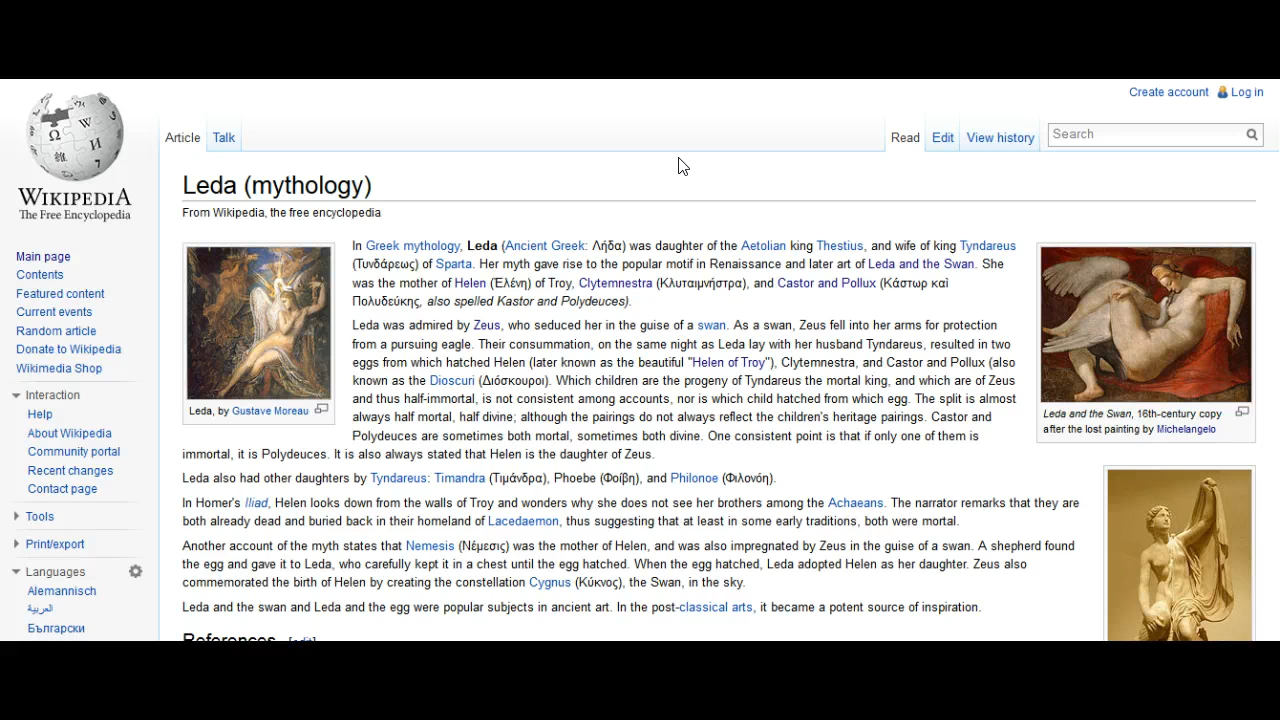 Create account Log in
Article Talk Read Edit View history Search
WIKIPEDIA
The Free Encyclopedia
Main page
Contents
Featured content
Current events
Random article
Donate to Wikipedia
Wikimedia Shop
Interaction
Help
About Wikipedia
Community portal
Recent changes
Contact page
Tools
Print/export
Languages
Alemannisch
العربية
Български
Leda (mythology)
From Wikipedia, the free encyclopedia
Leda, by Gustave Moreau
In Greek mythology, Leda (Ancient Greek: Λήδα) was daughter of the Aetolian king Thestius, and wife of king Tyndareus
(Τυνδάρεως) of Sparta. Her myth gave rise to the popular motif in Renaissance and later art of Leda and the Swan. She
was the mother of Helen (Ἑλένη) of Troy, Clytemnestra (Κλυταιμνήστρα), and Castor and Pollux (Κάστωρ καὶ
Πολυδεύκης, also spelled Kastor and Polydeuces).
Leda was admired by Zeus, who seduced her in the guise of a swan. As a swan, Zeus fell into her arms for protection
from a pursuing eagle. Their consummation, on the same night as Leda lay with her husband Tyndareus, resulted in two
eggs from which hatched Helen (later known as the beautiful "Helen of Troy"), Clytemnestra, and Castor and Pollux (also
known as the Dioscuri (Διόσκουροι). Which children are the progeny of Tyndareus the mortal king, and which are of Zeus
and thus half-immortal, is not consistent among accounts, nor is which child hatched from which egg. The split is almost
always half mortal, half divine; although the pairings do not always reflect the children's heritage pairings. Castor and
Polydeuces are sometimes both mortal, sometimes both divine. One consistent point is that if only one of them is
immortal, it is Polydeuces. It is also always stated that Helen is the daughter of Zeus.
Leda and the Swan, 16th-century copy
after the lost painting by Michelangelo
Leda also had other daughters by Tyndareus: Timandra (Τιμάνδρα), Phoebe (Φοίβη), and Philonoe (Φιλονόη).
In Homer's Iliad, Helen looks down from the walls of Troy and wonders why she does not see her brothers among the Achaeans. The narrator remarks that they are
both already dead and buried back in their homeland of Lacedaemon, thus suggesting that at least in some early traditions, both were mortal.
Another account of the myth states that Nemesis (Νέμεσις) was the mother of Helen, and was also impregnated by Zeus in the guise of a swan. A shepherd found
the egg and gave it to Leda, who carefully kept it in a chest until the egg hatched. When the egg hatched, Leda adopted Helen as her daughter. Zeus also
commemorated the birth of Helen by creating the constellation Cygnus (Κύκνος), the Swan, in the sky.
Leda and the swan and Leda and the egg were popular subjects in ancient art. In the post-classical arts, it became a potent source of inspiration.
References [edit]